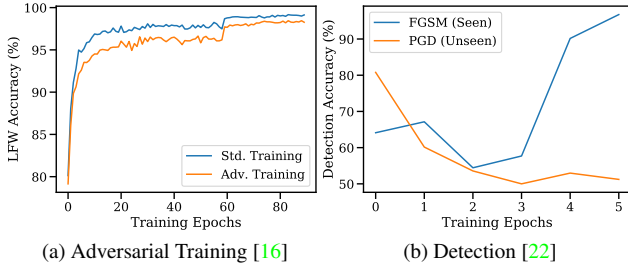 LFW Accuracy (%)
100
95
90
85
80
0
20
40
60
80
Training Epochs
Std. Training
Adv. Training
(a) Adversarial Training [16]
Detection Accuracy (%)
90
80
70
60
50
0
1
2
3
4
5
Training Epochs
FGSM (Seen)
PGD (Unseen)
(b) Detection [22]